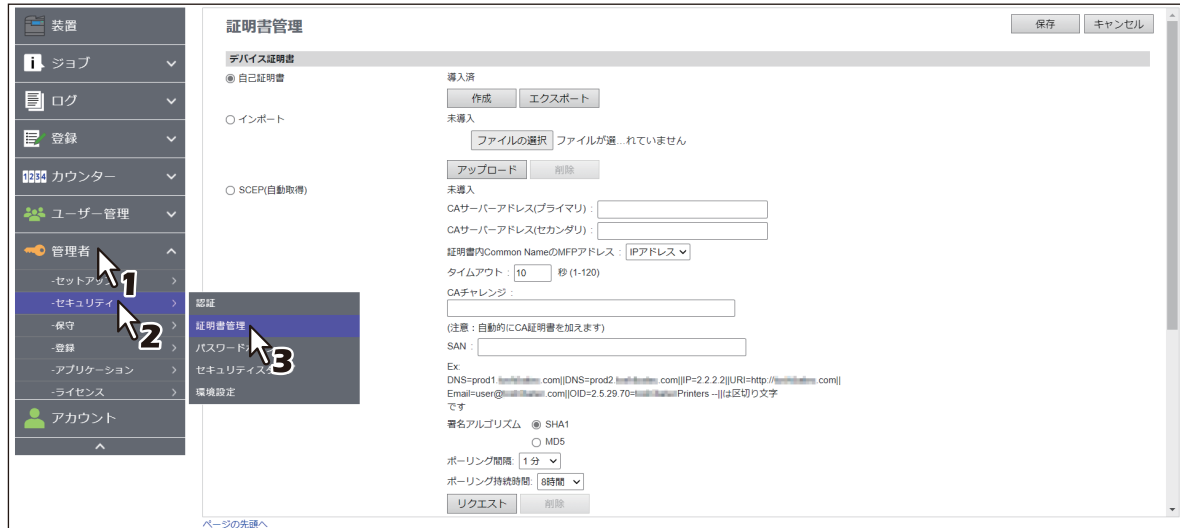 装置
ジョブ
ログ
登録
1234 カウンター
ユーザー管理
管理者
-セットアップ
-セキュリティ
-保守
-登録
-アプリケーション
-ライセンス
アカウント
1
2
3
認証
証明書管理
パスワードポ
セキュリティスタ
環境設定
証明書管理
保存
キャンセル
デバイス証明書
自己証明書
導入済
作成
エクスポート
インポート
未導入
ファイルの選択 ファイルが選...れていません
アップロード
削除
SCEP(自動取得)
未導入
CAサーバーアドレス(プライマリ) :
CAサーバーアドレス(セカンダリ) :
証明書内Common NameのMFPアドレス : IPアドレス
タイムアウト : 10 秒 (1-120)
CAチャレンジ :
(注意 : 自動的にCA証明書を加えます)
SAN :
Ex:
DNS=prod1. .com||DNS=prod2. .com||IP=2.2.2.2||URI=http:// .com||
Email=user@ .com||OID=2.5.29.70= Printers --||は区切り文字
です
署名アルゴリズム SHA1
MD5
ポーリング間隔: 1 分
ポーリング持続時間: 8時間
リクエスト
削除
ページの先頭へ